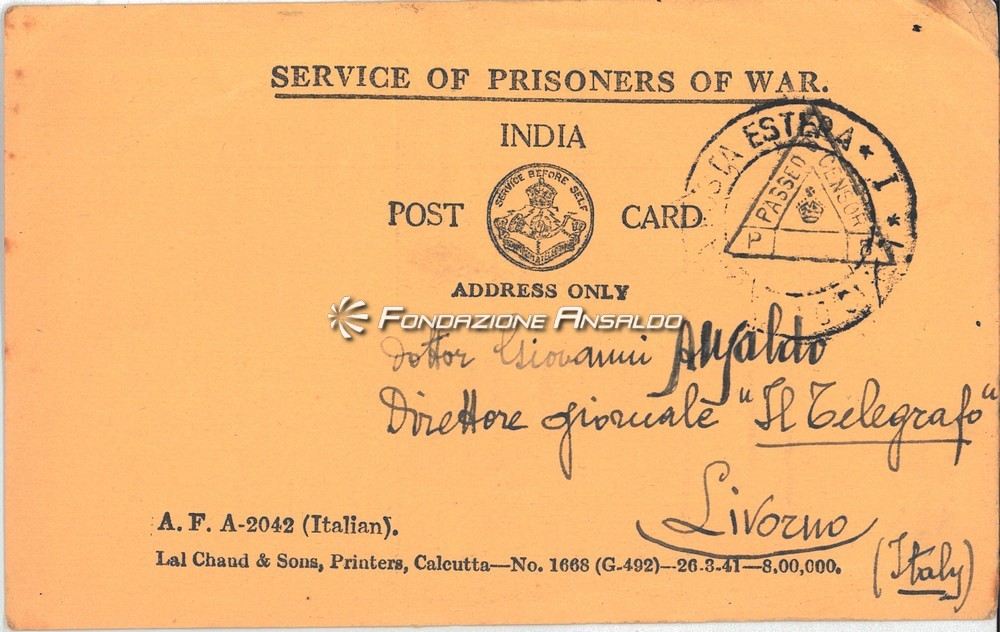 SERVICE OF PRISONERS OF WAR.
INDIA
POST CARD
SERVICE BEFORE SELF
ESTERA * I *
PASSED CENSOR
P
ADDRESS ONLY
FONDAZIONE ANSALDO
Dottor Giovanni Ansaldo
Direttore giornale "Il Telegrafo"
Livorno
(Italy)
A. F. A-2042 (Italian).
Lal Chand & Sons, Printers, Calcutta—No. 1668 (G-492)—26-3-41—8,00,000.